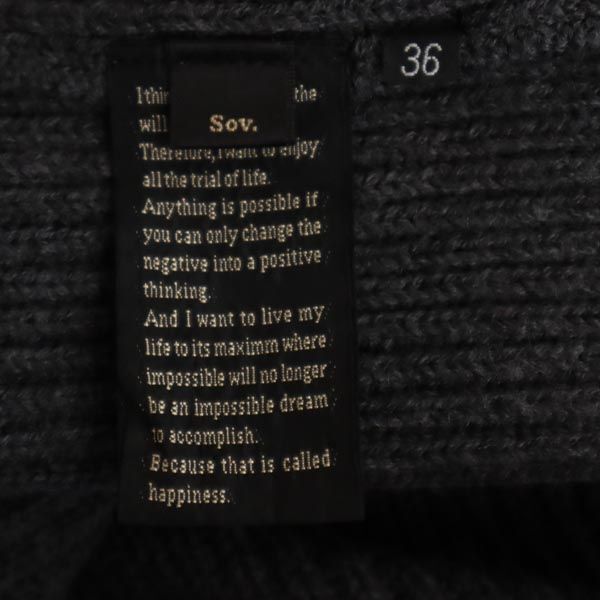 36
I thi the
will
Sov.
Therefore, I want to enjoy
all the trial of life.
Anything is possible if
you can only change the
negative into a positive
thinking.
And I want to live my
life to its maximm where
impossible will no longer
be an impossible dream
to accomplish.
Because that is called
happiness.